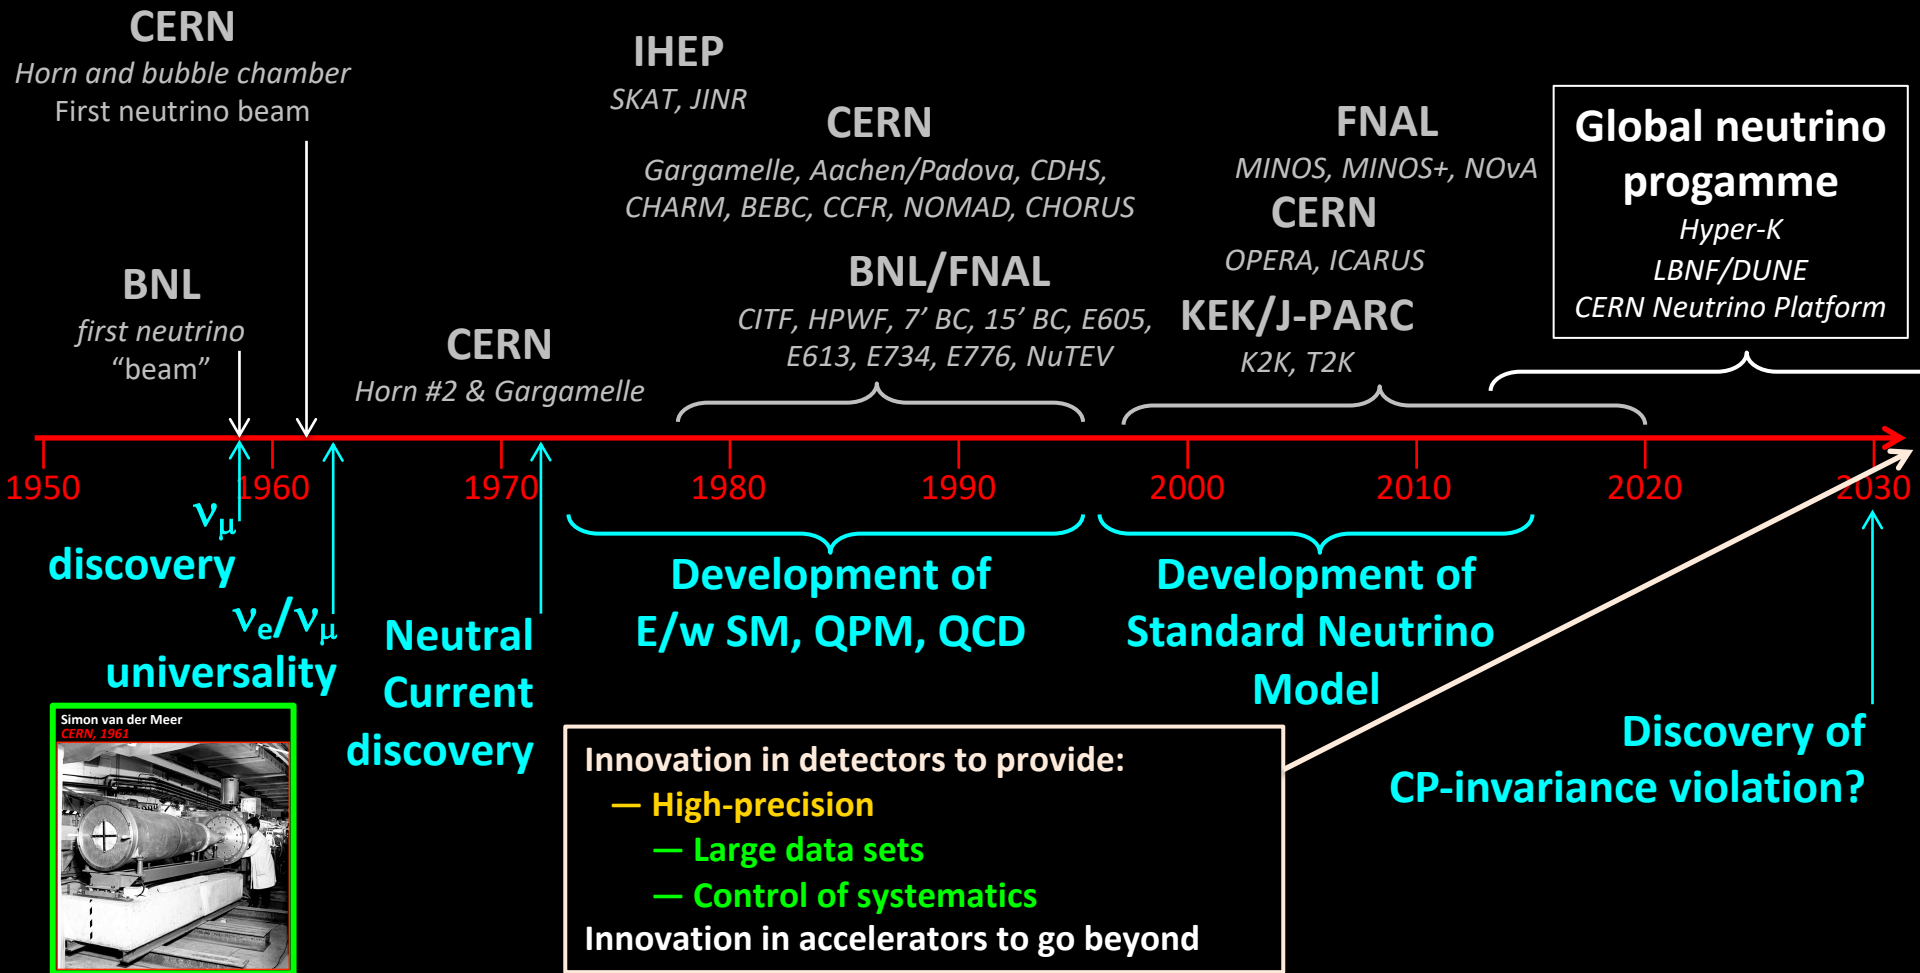 CERN
Horn and bubble chamber
First neutrino beam
IHEP
SKAT, JINR
CERN
Gargamelle, Aachen/Padova, CDHS,
CHARM, BEBC, CCFR, NOMAD, CHORUS
FNAL
MINOS, MINOS+, NOvA
CERN
OPERA, ICARUS
Global neutrino
progamme
Hyper-K
LBNF/DUNE
CERN Neutrino Platform
BNL
first neutrino
“beam”
CERN
Horn #2 & Gargamelle
BNL/FNAL
CITF, HPWF, 7’ BC, 15’ BC, E605,
E613, E734, E776, NuTEV
KEK/J-PARC
K2K, T2K
1950
1960
1970
1980
1990
2000
2010
2020
2030
νμ
discovery
νe/νμ
universality
Neutral
Current
discovery
Development of
E/w SM, QPM, QCD
Development of
Standard Neutrino
Model
Discovery of
CP-invariance violation?
Simon van der Meer
CERN, 1961
Innovation in detectors to provide:
— High-precision
— Large data sets
— Control of systematics
Innovation in accelerators to go beyond